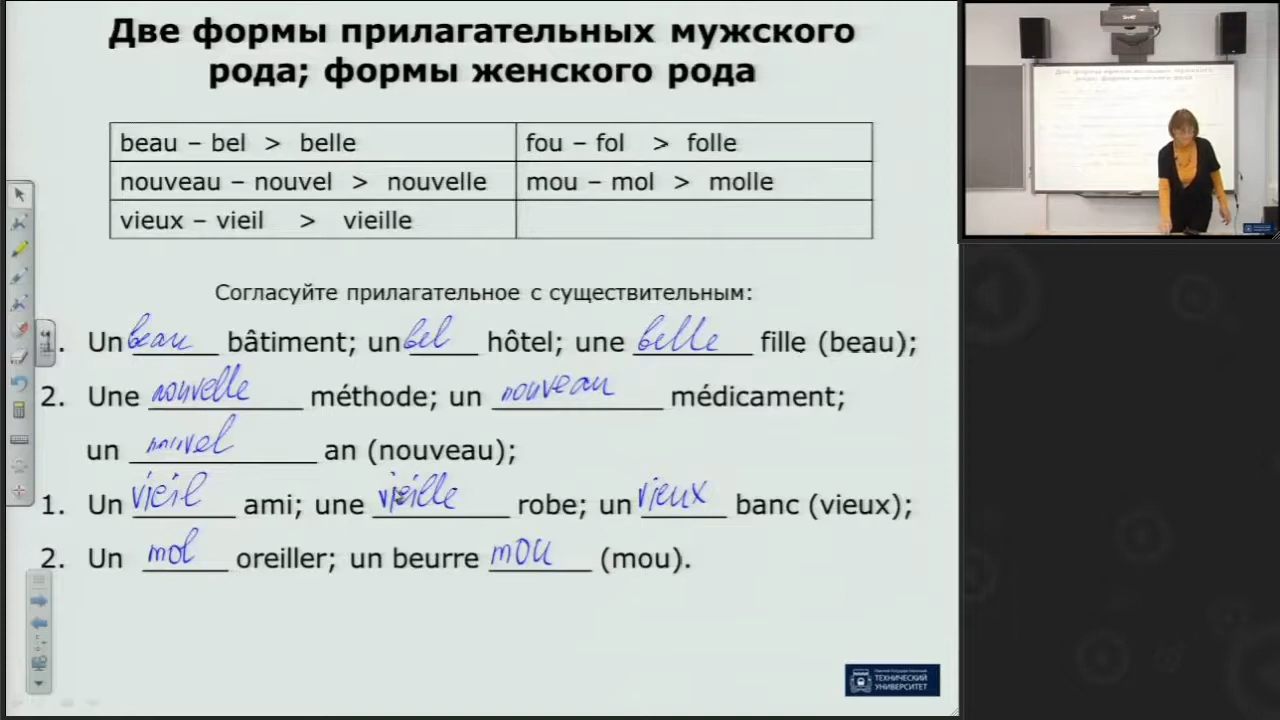 Две формы прилагательных мужского
рода; формы женского рода
beau – bel > belle fou – fol > folle
nouveau – nouvel > nouvelle mou – mol > molle
vieux – vieil > vieille
Согласуйте прилагательное с существительным:
. Un beau bâtiment; un bel hôtel; une belle fille (beau);
2. Une nouvelle méthode; un nouveau médicament;
un nouvel an (nouveau);
1. Un vieil ami; une vieille robe; un vieux banc (vieux);
2. Un mol oreiller; un beurre mou (mou).
ТЕХНИЧЕСКИЙ
УНИВЕРСИТЕТ